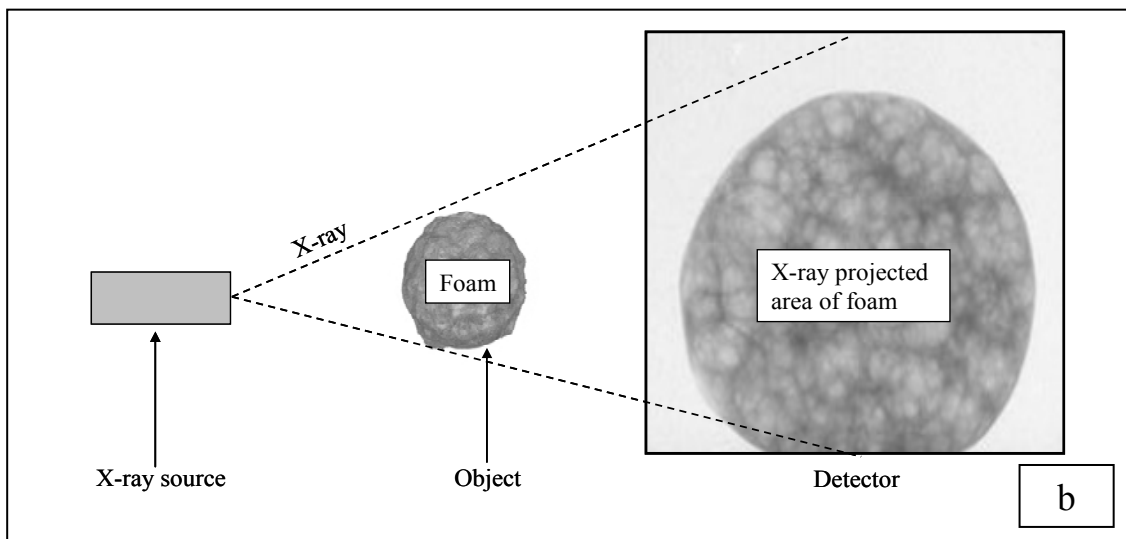 X-ray
Foam
X-ray projected
area of foam
X-ray source
Object
Detector
b